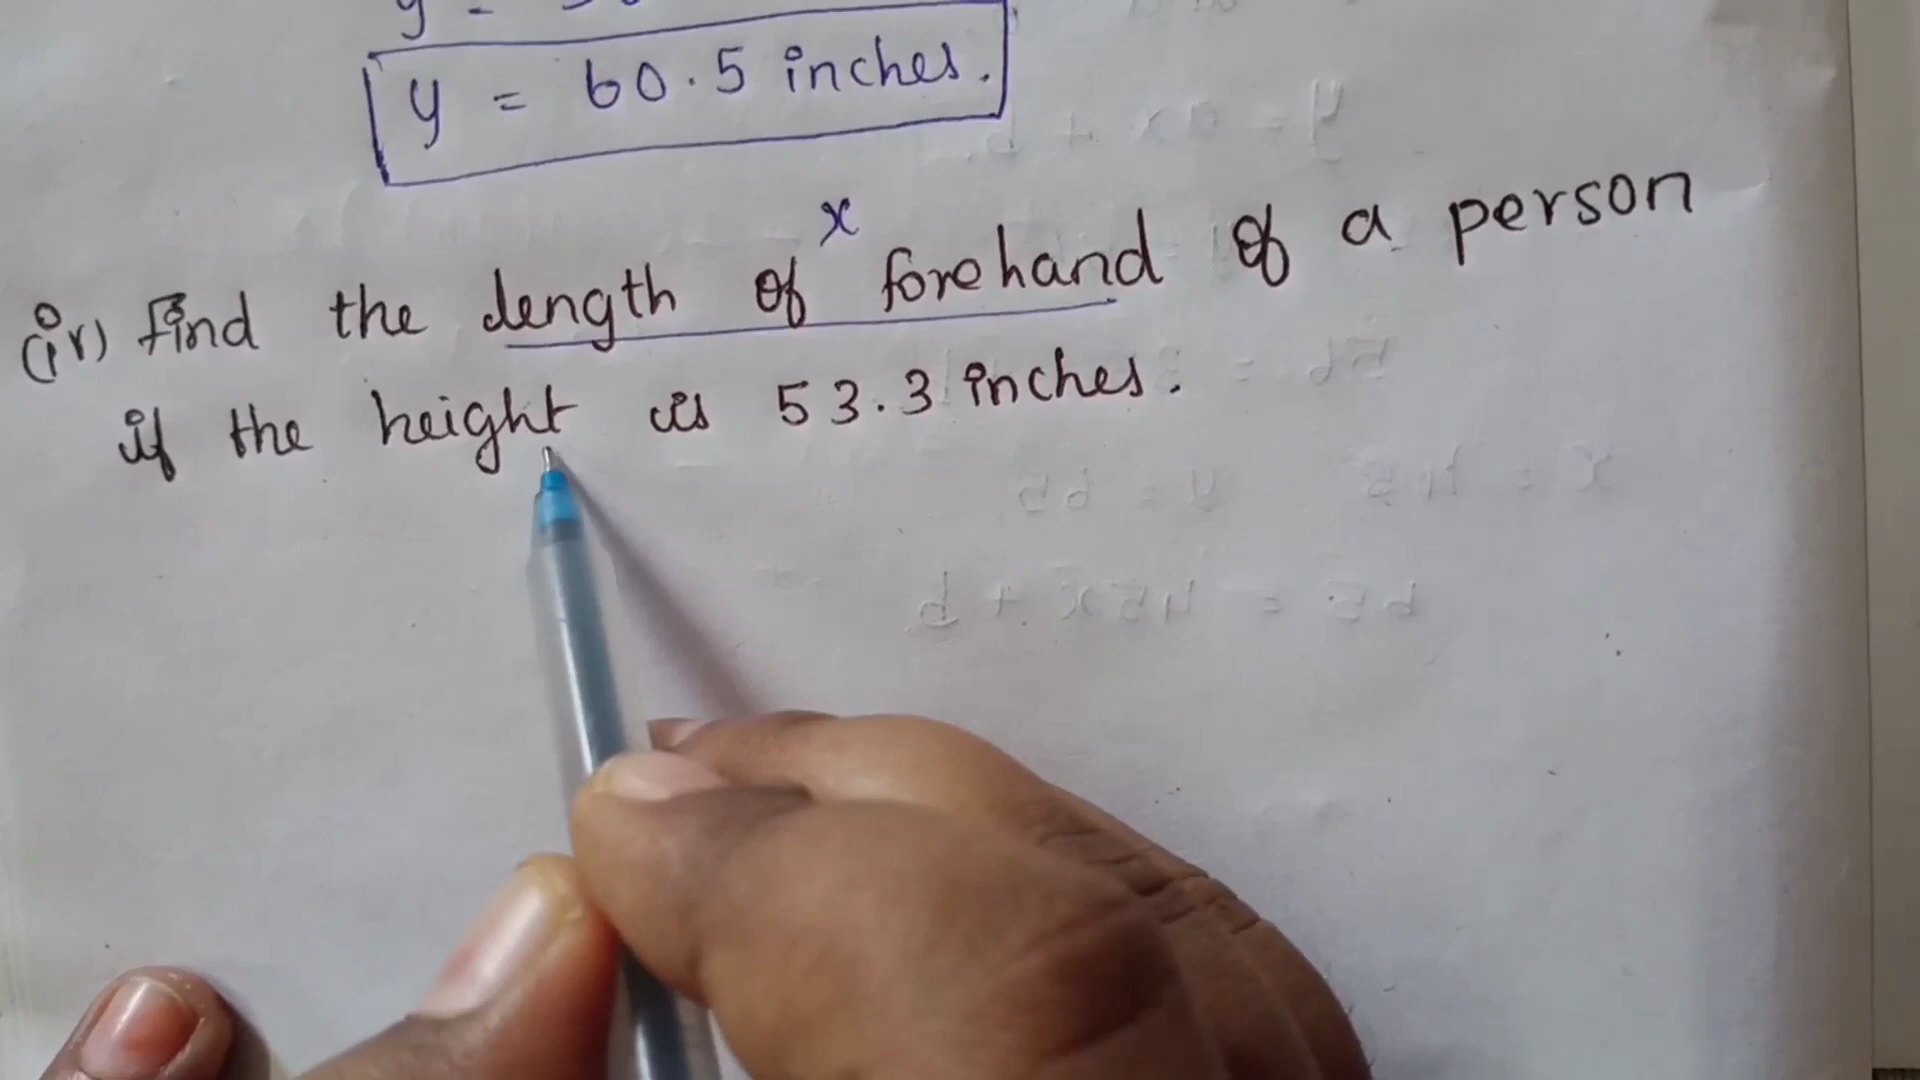 y = 60.5 inches.
x
(iv) Find the length of forehand of a person
if the height is 53.3 inches.